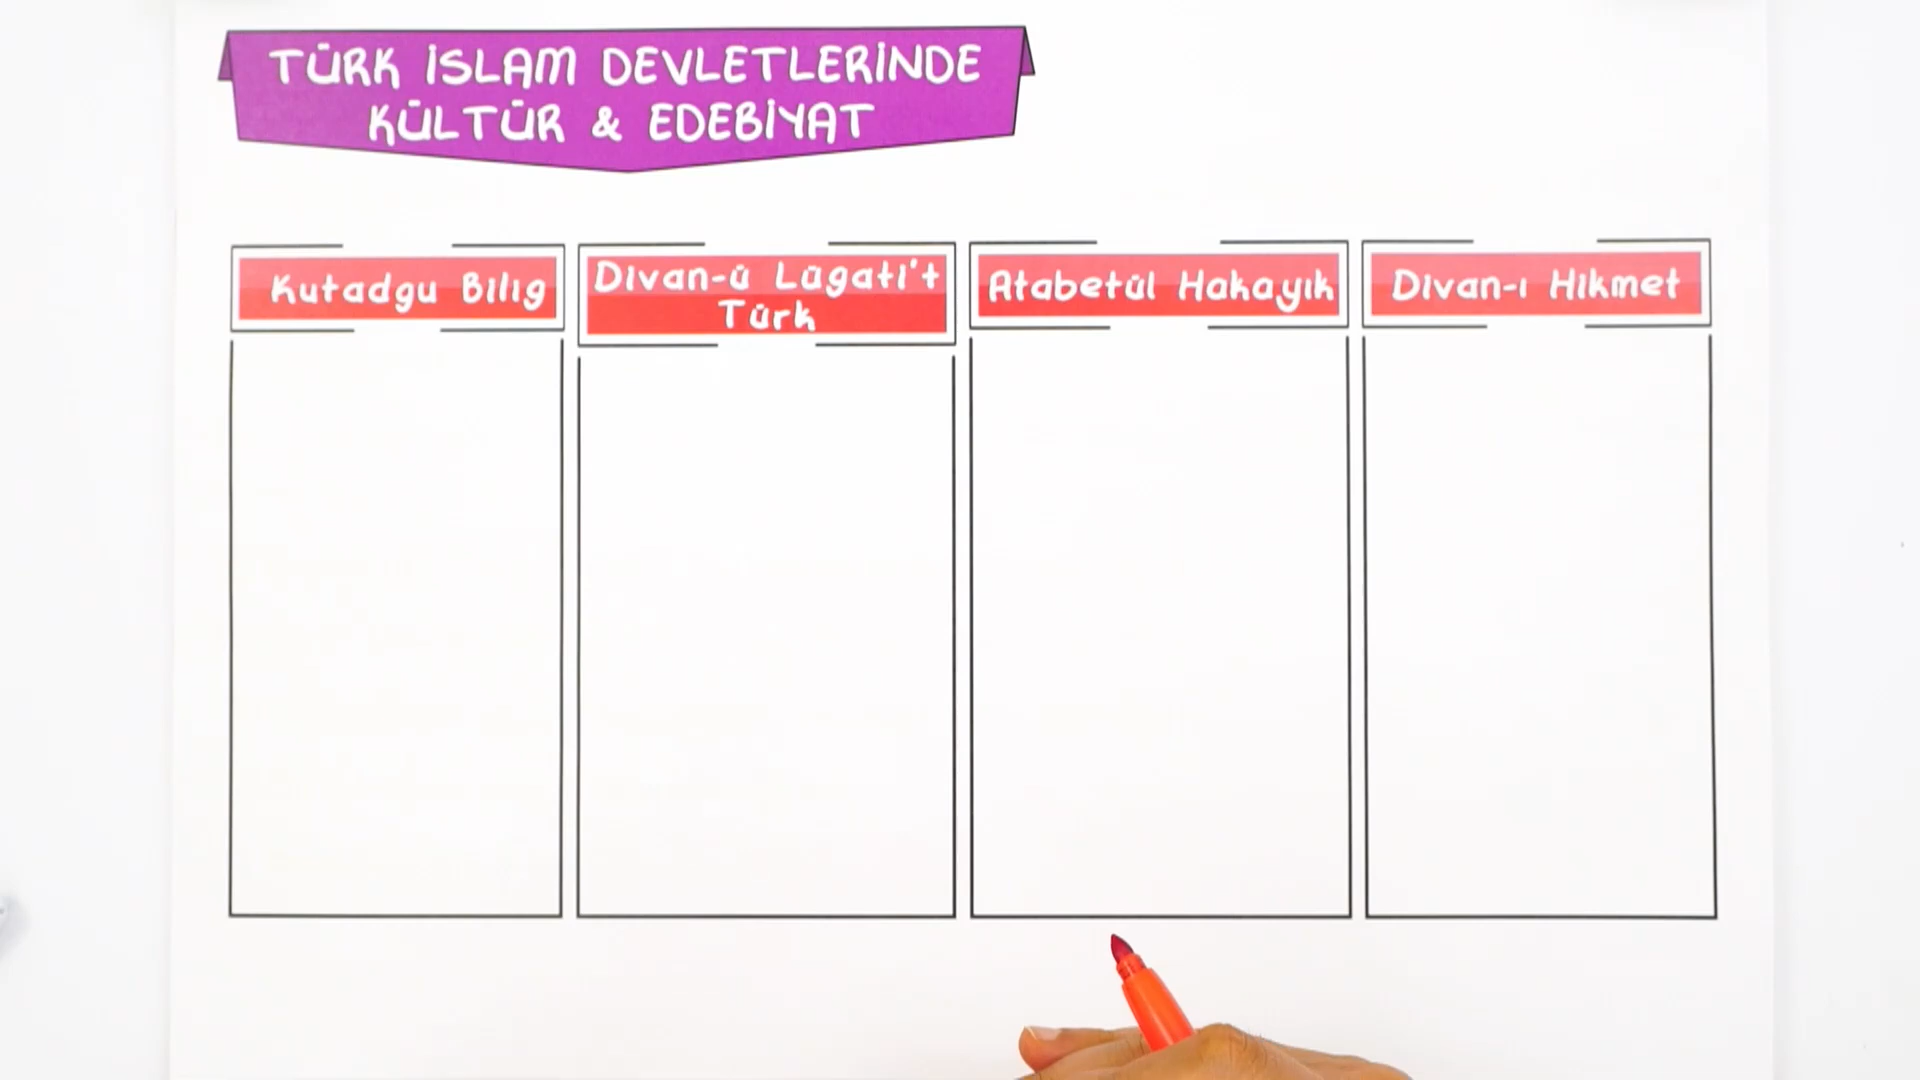 TÜRK İSLAM DEVLETLERİNDE
KÜLTÜR & EDEBİYAT
Kutadgu Bilig
Divan-ü Lügati't
Türk
Atabetül Hakayık
Divan-ı Hikmet